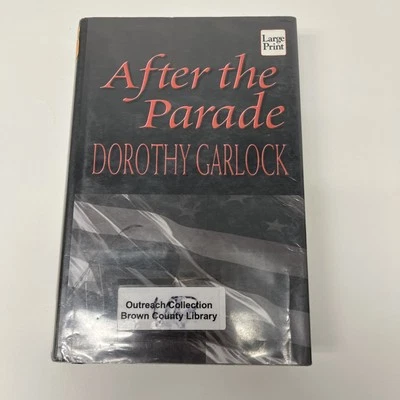 Large
Print
After the
Parade
DOROTHY GARLOCK
Outreach Collection
Brown County Library